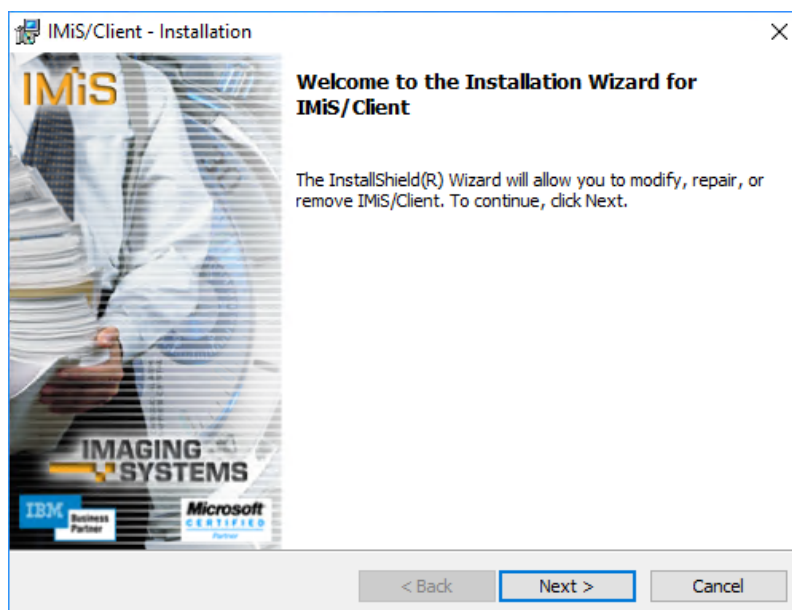 IMiS/Client - Installation
IMiS
Welcome to the Installation Wizard for
IMiS/Client
The InstallShield(R) Wizard will allow you to modify, repair, or
remove IMiS/Client. To continue, click Next.
IMAGING
SYSTEMS
IBM
Business
Partner
Microsoft
CERTIFIED
Partner
< Back
Next >
Cancel